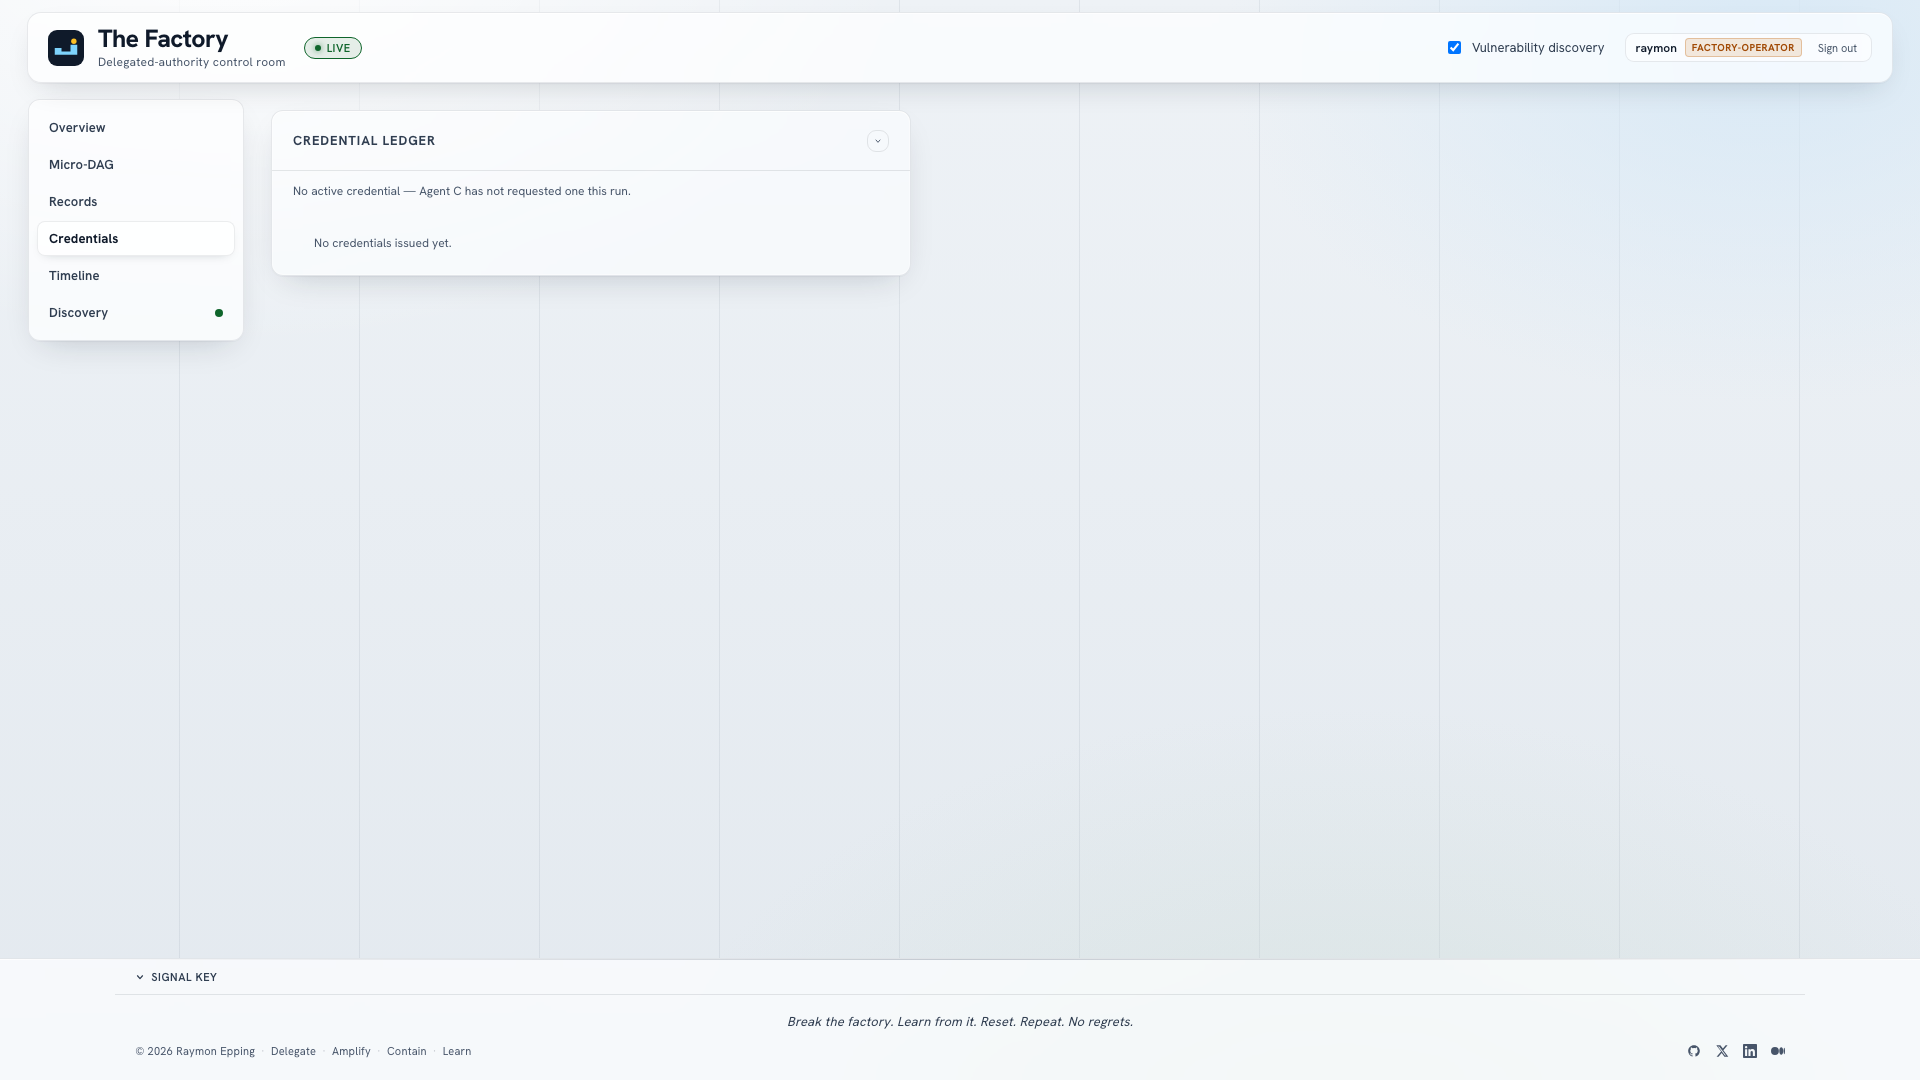 The Factory
Delegated-authority control room
LIVE
Vulnerability discovery
raymon
FACTORY-OPERATOR
Sign out
Overview
Micro-DAG
Records
Credentials
Timeline
Discovery
CREDENTIAL LEDGER
No active credential — Agent C has not requested one this run.
No credentials issued yet.
SIGNAL KEY
Break the factory. Learn from it. Reset. Repeat. No regrets.
© 2026 Raymon Epping · Delegate · Amplify · Contain · Learn